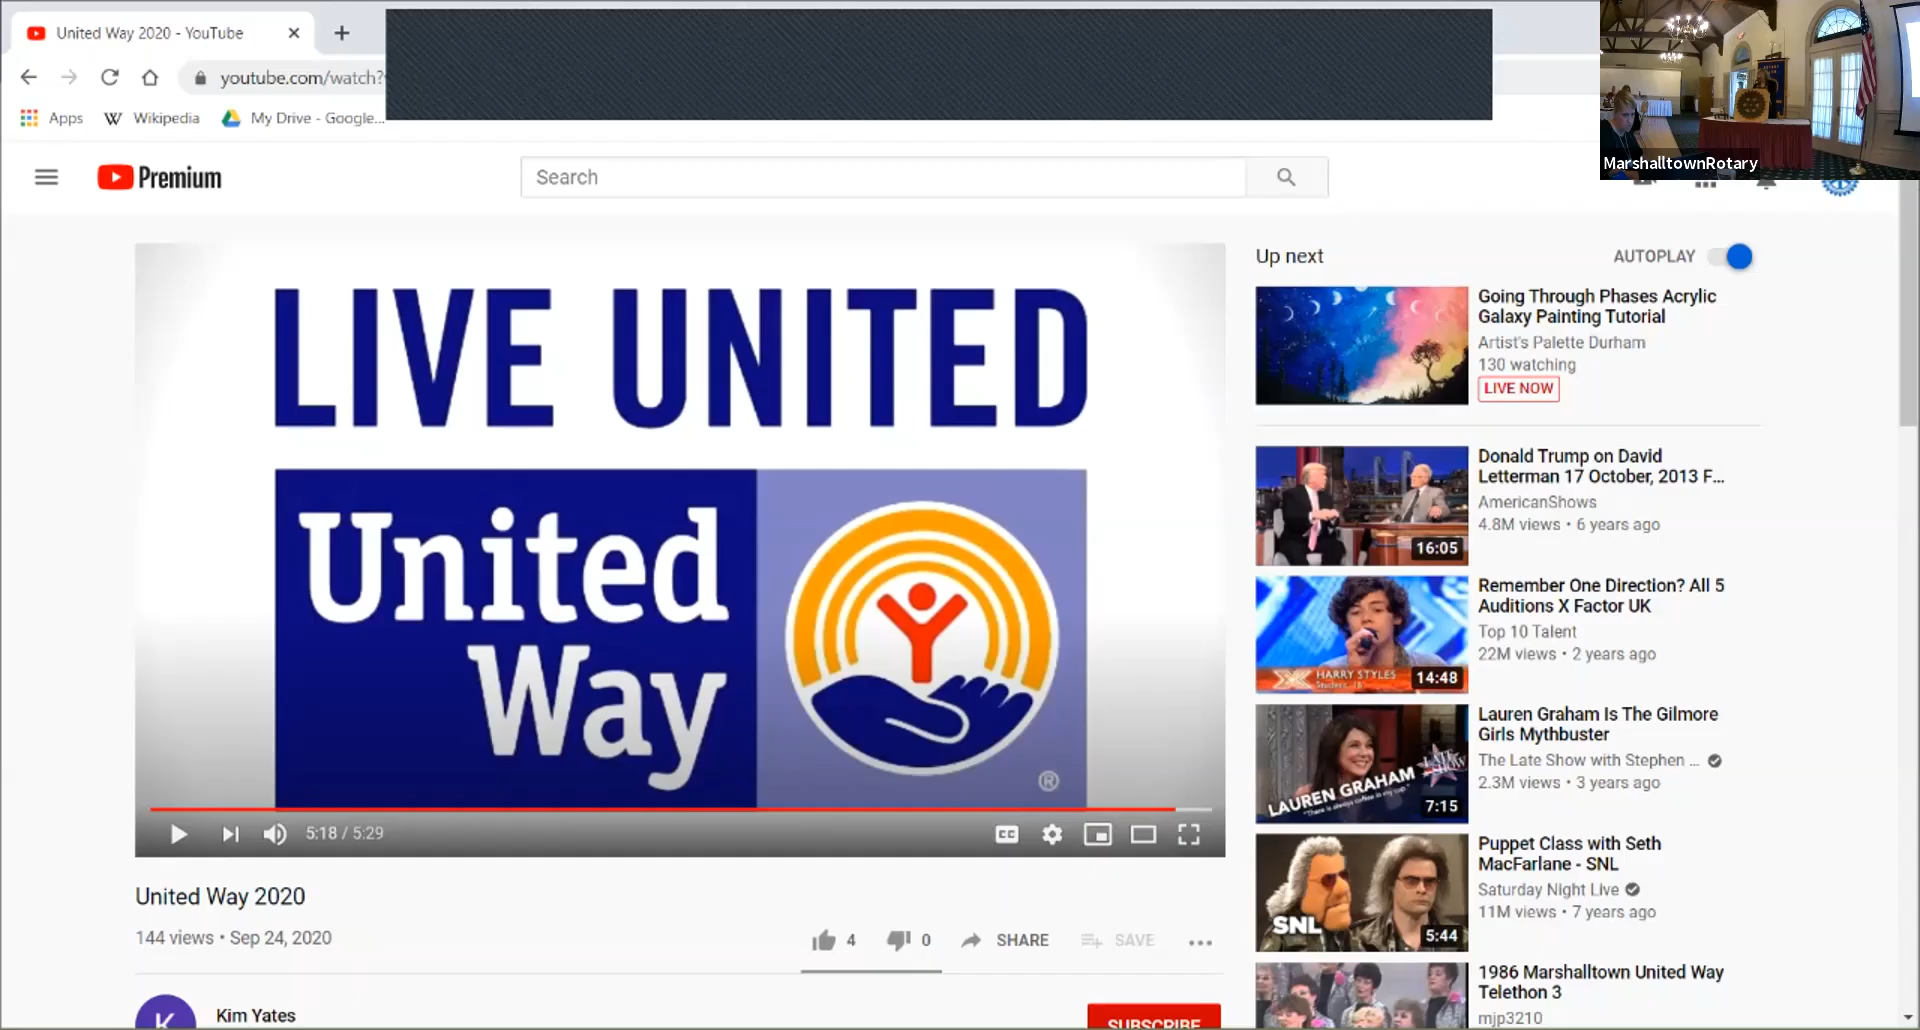 United Way 2020 - YouTube
youtube.com/watch?
Apps
Wikipedia
My Drive - Google...
MarshalltownRotary
Premium
Search
LIVE UNITED
United
Way
®
5:18 / 5:29
CC
United Way 2020
144 views • Sep 24, 2020
4
0
SHARE
SAVE
K
Kim Yates
SUBSCRIBE
Up next
AUTOPLAY
Going Through Phases Acrylic
Galaxy Painting Tutorial
Artist's Palette Durham
130 watching
LIVE NOW
16:05
Donald Trump on David
Letterman 17 October, 2013 F...
AmericanShows
4.8M views • 6 years ago
HARRY STYLES
14:48
Remember One Direction? All 5
Auditions X Factor UK
Top 10 Talent
22M views • 2 years ago
LATE
SHOW
LAUREN GRAHAM
7:15
Lauren Graham Is The Gilmore
Girls Mythbuster
The Late Show with Stephen ...
2.3M views • 3 years ago
SNL
5:44
Puppet Class with Seth
MacFarlane - SNL
Saturday Night Live
11M views • 7 years ago
1986 Marshalltown United Way
Telethon 3
mjp3210